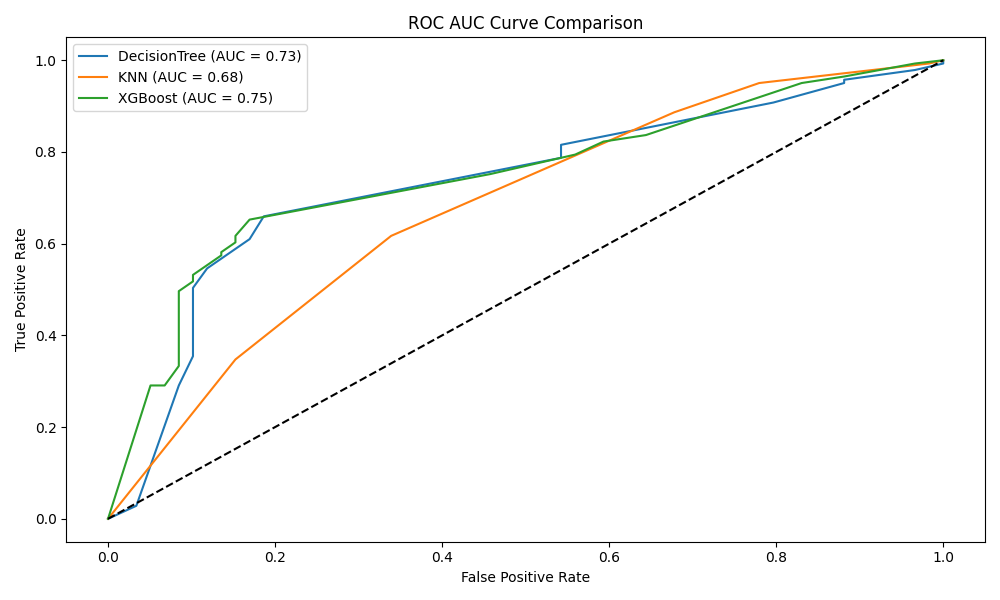 ROC AUC Curve Comparison
DecisionTree (AUC = 0.73)
KNN (AUC = 0.68)
XGBoost (AUC = 0.75)
True Positive Rate
1.0
0.8
0.6
0.4
0.2
0.0
0.0 0.2 0.4 0.6 0.8 1.0
False Positive Rate